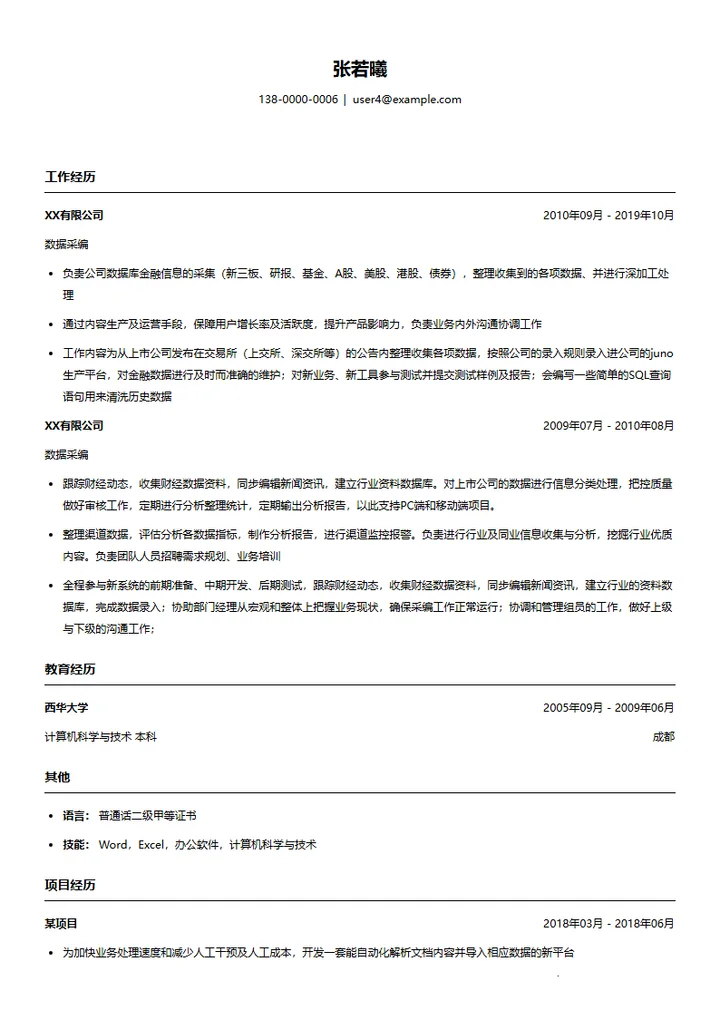 张若曦
138-0000-0006 | user4@example.com
工作经历
XX有限公司 2010年09月 - 2019年10月
数据采编
• 负责公司数据库金融信息的采集（新三板、研报、基金、A股、美股、港股、债券），整理收集到的各项数据、并进行深加工处
理
• 通过内容生产及运营手段，保障用户增长率及活跃度，提升产品影响力，负责业务内外沟通协调工作
• 工作内容为从上市公司发布在交易所（上交所、深交所等）的公告内整理收集各项数据，按照公司的录入规则录入进公司的juno
生产平台，对金融数据进行及时而准确的维护；对新业务、新工具参与测试并提交测试样例及报告；会编写一些简单的SQL查询
语句用来清洗历史数据
XX有限公司 2009年07月 - 2010年08月
数据采编
• 跟踪财经动态，收集财经数据资料，同步编辑新闻资讯，建立行业资料数据库。对上市公司的数据进行信息分类处理，把控质量
做好审核工作，定期进行分析整理统计，定期输出分析报告，以此支持PC端和移动端项目。
• 整理渠道数据，评估分析各数据指标，制作分析报告，进行渠道监控报警。负责进行行业及同业信息收集与分析，挖掘行业优质
内容。负责团队人员招聘需求规划、业务培训
• 全程参与新系统的前期准备、中期开发、后期测试，跟踪财经动态，收集财经数据资料，同步编辑新闻资讯，建立行业的资料数
据库，完成数据录入；协助部门经理从宏观和整体上把握业务现状，确保采编工作正常运行；协调和管理组员的工作，做好上级
与下级的沟通工作；
教育经历
西华大学 2005年09月 - 2009年06月
计算机科学与技术 本科 成都
其他
• 语言： 普通话二级甲等证书
• 技能： Word，Excel，办公软件，计算机科学与技术
项目经历
某项目 2018年03月 - 2018年06月
• 为加快业务处理速度和减少人工干预及人工成本，开发一套能自动化解析文档内容并导入相应数据的新平台